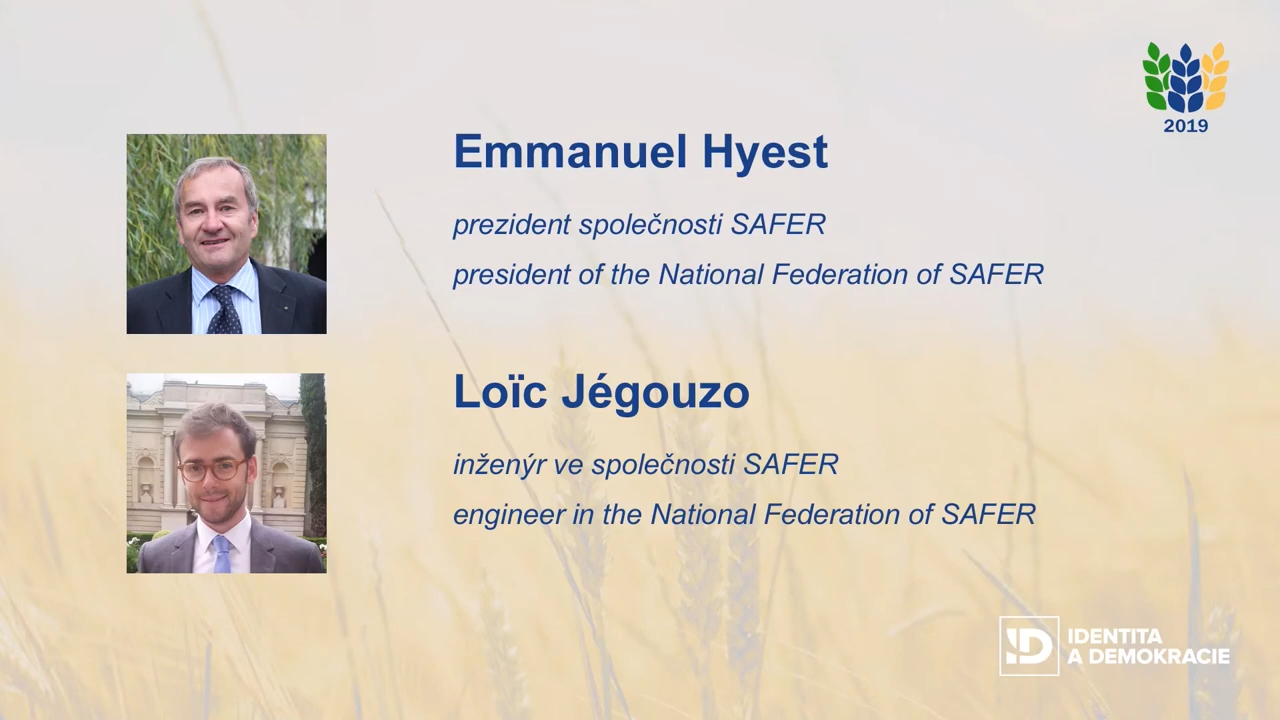 2019
Emmanuel Hyest
prezident společnosti SAFER
president of the National Federation of SAFER
Loïc Jégouzo
inženýr ve společnosti SAFER
engineer in the National Federation of SAFER
ID IDENTITA
A DEMOKRACIE